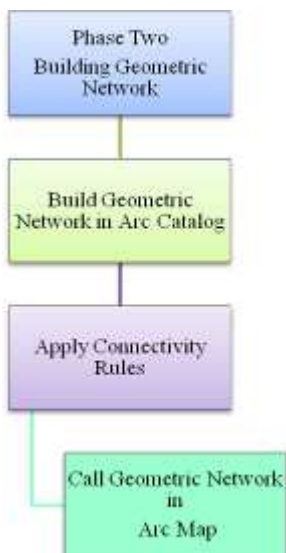 Phase Two
Building Geometric
Network
Build Geometric
Network in Arc Catalog
Apply Connectivity
Rules
Call Geometric Network
in
Arc Map